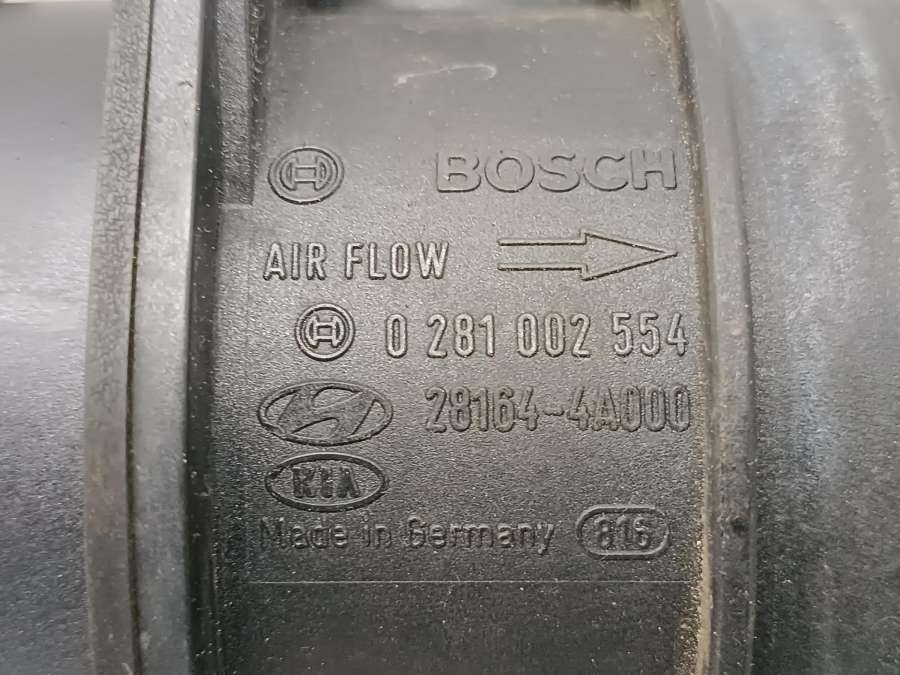 BOSCH
AIR FLOW
0 281 002 554
28164-4A000
KIA
Made in Germany 816